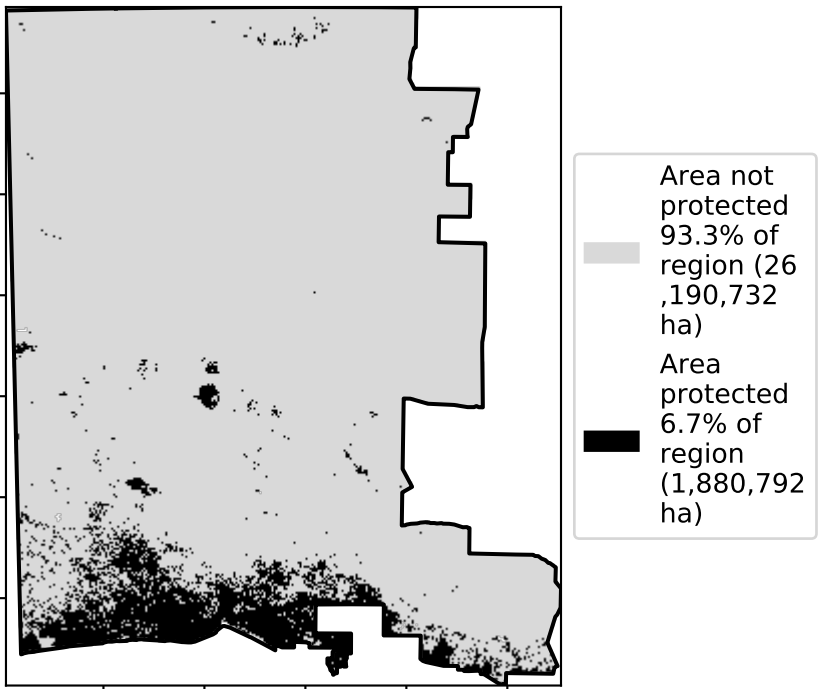 Area not
protected
93.3% of
region (26
,190,732
ha)
Area
protected
6.7% of
region
(1,880,792
ha)